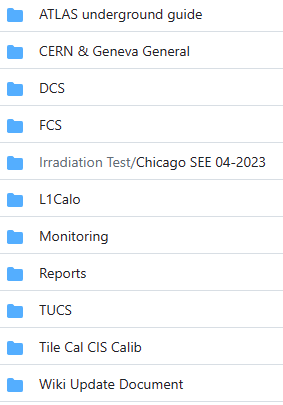 ATLAS underground guide
CERN & Geneva General
DCS
FCS
Irradiation Test/Chicago SEE 04-2023
L1Calo
Monitoring
Reports
TUCS
Tile Cal CIS Calib
Wiki Update Document